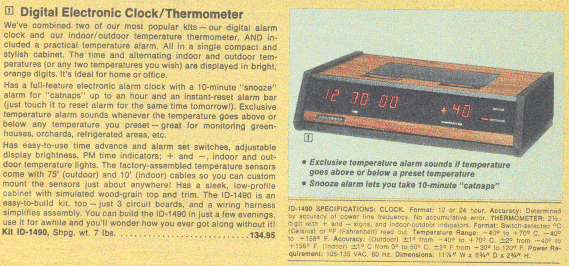 1 Digital Electronic Clock/Thermometer
We've combined two of our most popular kits — our digital alarm
clock and our indoor/outdoor temperature thermometer, AND in-
cluded a practical temperature alarm. All in a single compact and
stylish cabinet. The time and alternating indoor and outdoor tem-
peratures (or any two temperatures you wish) are displayed in bright,
orange digits. It's ideal for home or office.
Has a full-feature electronic alarm clock with a 10-minute "snooze"
alarm for "catnaps" up to an hour and an instant-reset alarm bar
(just touch it to reset alarm for the same time tomorrow!). Exclusive
temperature alarm sounds whenever the temperature goes above or
below any temperature you preset — great for monitoring green-
houses, orchards, refrigerated areas, etc.
Has easy-to-use time advance and alarm set switches, adjustable
display brightness, PM time indicators; + and —, indoor and out-
door temperature lights. The factory-assembled temperature sensors
come with 75' (outdoor) and 10' (indoor) cables so you can custom
mount the sensors just about anywhere! Has a sleek, low-profile
cabinet with simulated wood-grain top and trim. The ID-1490 is an
easy-to-build kit, too — just 3 circuit boards, and a wiring harness
simplifies assembly. You can build the ID-1490 in just a few evenings,
use it for awhile and you'll wonder how you ever got along without it!
Kit ID-1490, Shpg. wt. 7 lbs. 134.95
12 30 00 +40
1
• Exclusive temperature alarm sounds if temperature
goes above or below a preset temperature
• Snooze alarm lets you take 10-minute "catnaps"
ID-1490 SPECIFICATIONS: CLOCK. Format: 12 or 24 hour. Accuracy: Determined
by accuracy of power line frequency. No accumulative error. THERMOMETER: 2½-
digit with + and — signs, and indoor-outdoor indicators. Format: Switch-selected °C
(Celsius) or °F (Fahrenheit) read out. Temperature Range: —40° to +70° C. —40°
to +158° F. Accuracy: (Outdoor) ±1° from —40° to +70° C. ±2° from —40° to
+158° F. (Indoor) ±1° C from 0° to 50° C. ±2° F from —30° to 120° F. Power Re-
quirement: 105-135 VAC, 60 Hz. Dimensions: W x 6¾" D x 2¾" H.